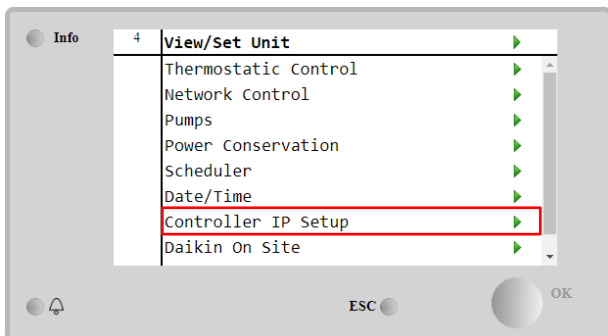 Info
4 View/Set Unit
Thermostatic Control
Network Control
Pumps
Power Conservation
Scheduler
Date/Time
Controller IP Setup
Daikin On Site
ESC
OK